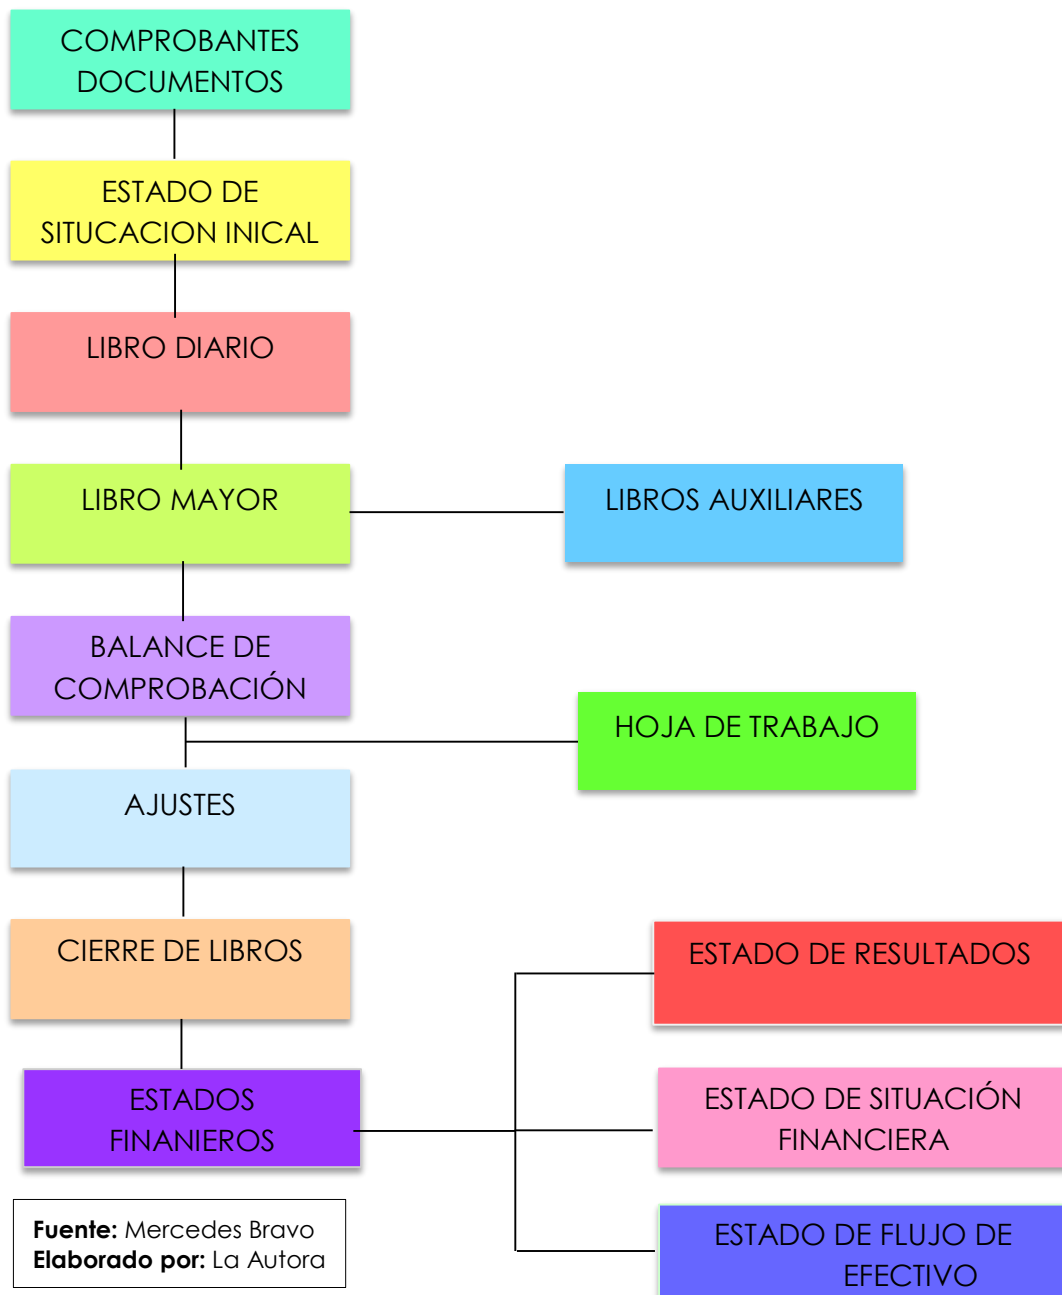 COMPROBANTES
DOCUMENTOS
ESTADO DE
SITUCACION INICAL
LIBRO DIARIO
LIBRO MAYOR
LIBROS AUXILIARES
BALANCE DE
COMPROBACIÓN
HOJA DE TRABAJO
AJUSTES
CIERRE DE LIBROS
ESTADO DE RESULTADOS
ESTADOS
FINANIEROS
ESTADO DE SITUACIÓN
FINANCIERA
ESTADO DE FLUJO DE
EFECTIVO
Fuente: Mercedes Bravo
Elaborado por: La Autora